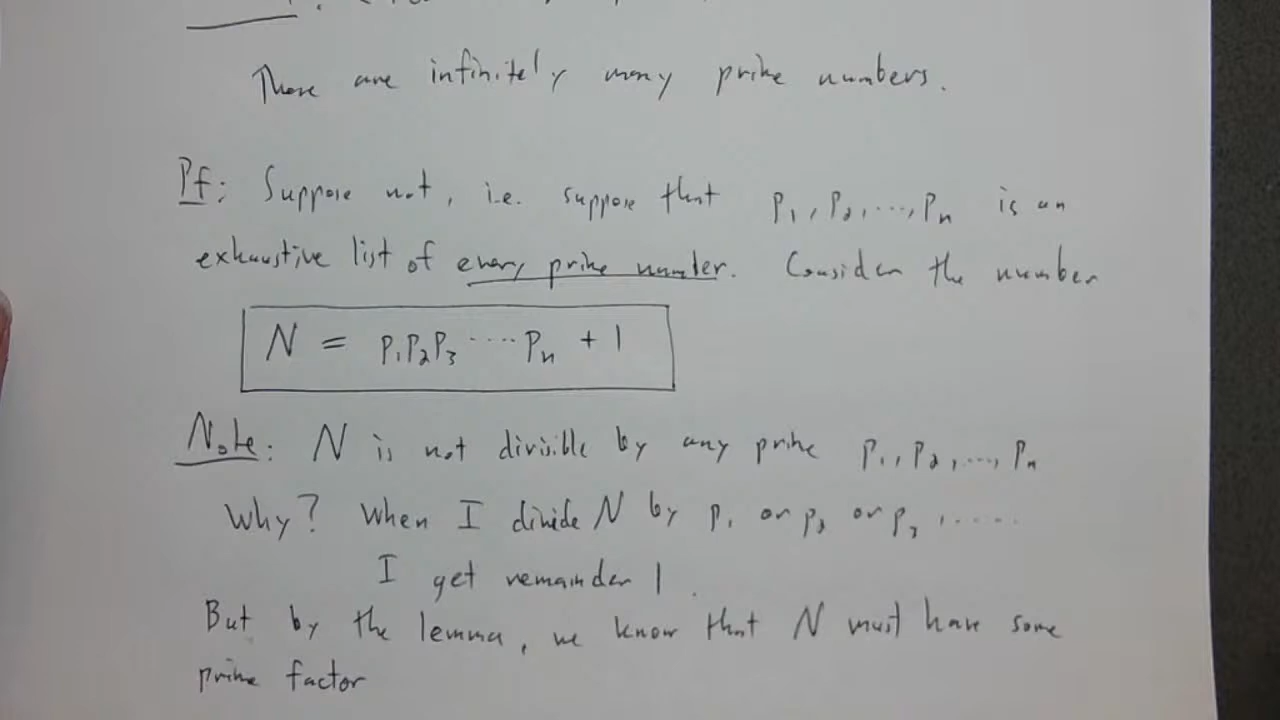 There are infinitely many prime numbers.
Pf: Suppose not, i.e. suppose that p₁, p₂, ..., pₙ is an
exhaustive list of every prime number. Consider the number
N = p₁p₂p₃ ···· pₙ + 1
Note: N is not divisible by any prime p₁, p₂, ..., pₙ
Why? When I divide N by p₁ or p₂ or p₃, ......
I get remainder 1.
But by the lemma, we know that N must have some
prime factor